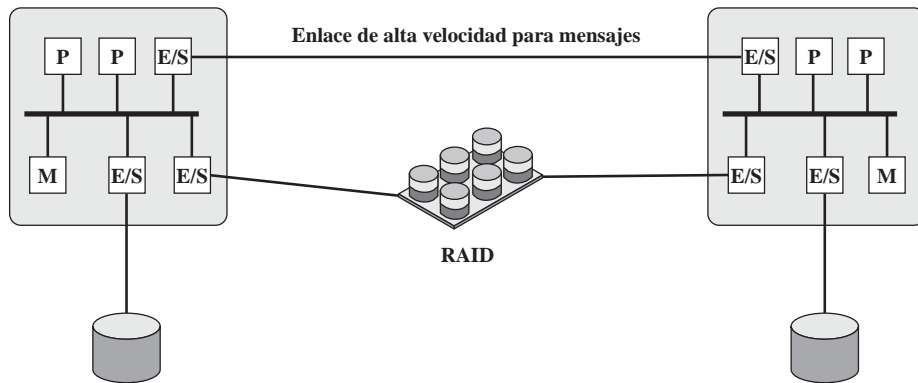 Enlace de alta velocidad para mensajes
P P E/S
E/S P P
M E/S E/S
E/S E/S M
RAID